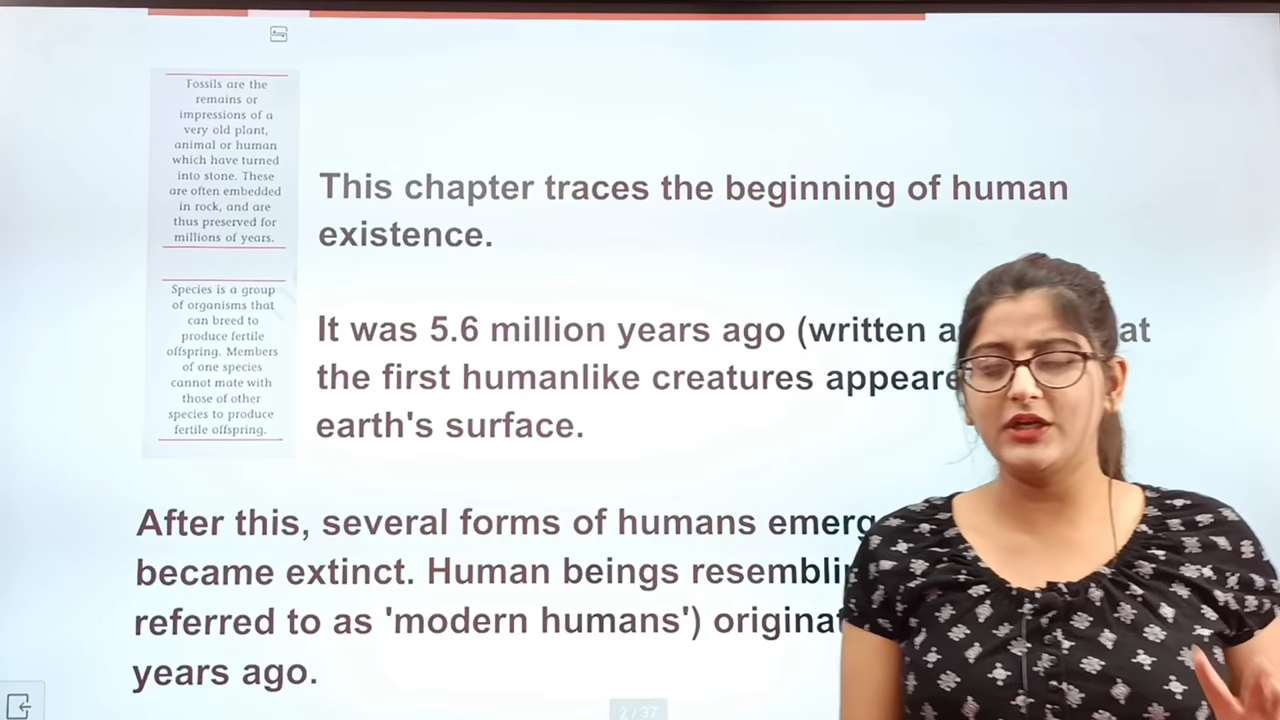 Fossils are the
remains or
impressions of a
very old plant,
animal or human
which have turned
into stone. These
are often embedded
in rock, and are
thus preserved for
millions of years.
Species is a group
of organisms that
can breed to
produce fertile
offspring. Members
of one species
cannot mate with
those of other
species to produce
fertile offspring.
This chapter traces the beginning of human
existence.
It was 5.6 million years ago (written a at
the first humanlike creatures appeare
earth's surface.
After this, several forms of humans emerg
became extinct. Human beings resembli
referred to as 'modern humans') originat
years ago.
2 / 37